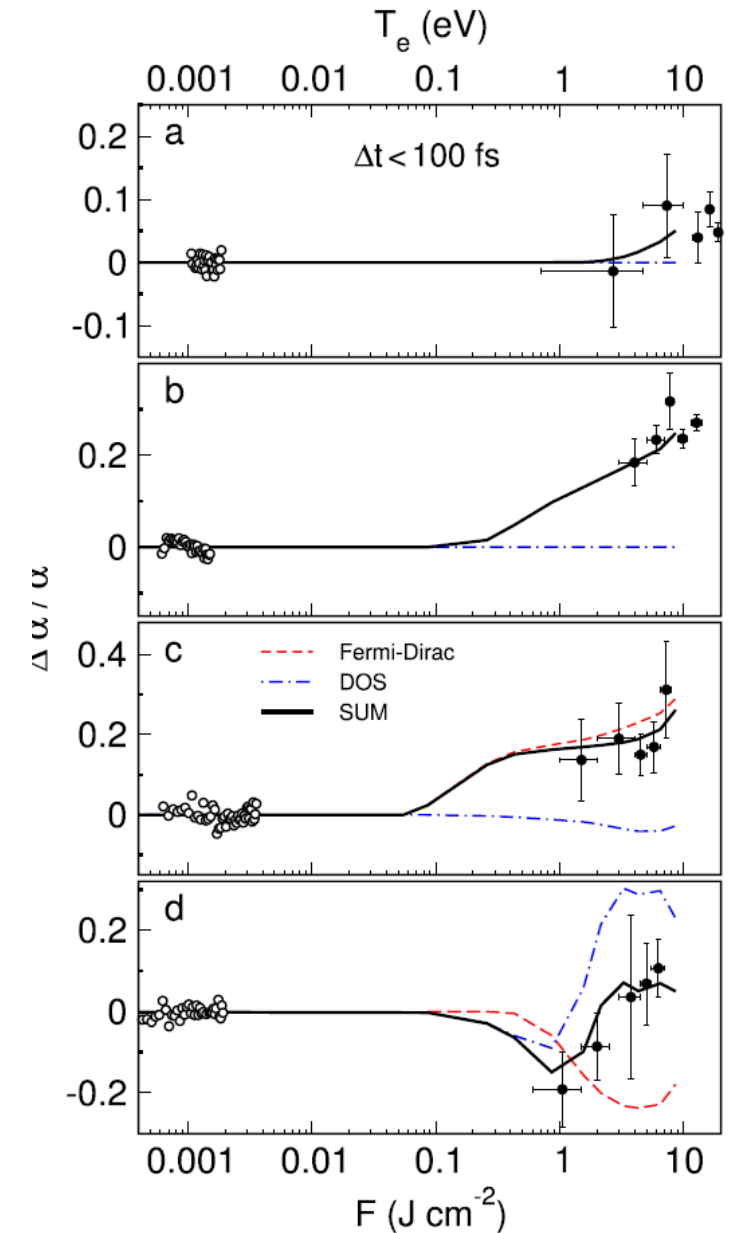 T_e (eV)
0.001 0.01 0.1 1 10
a
Δt < 100 fs
0.2
0.1
0
-0.1
b
0.2
0
Δ α / α
c
Fermi-Dirac
DOS
SUM
0.4
0.2
0
d
0.2
0
-0.2
0.001 0.01 0.1 1 10
F (J cm⁻²)